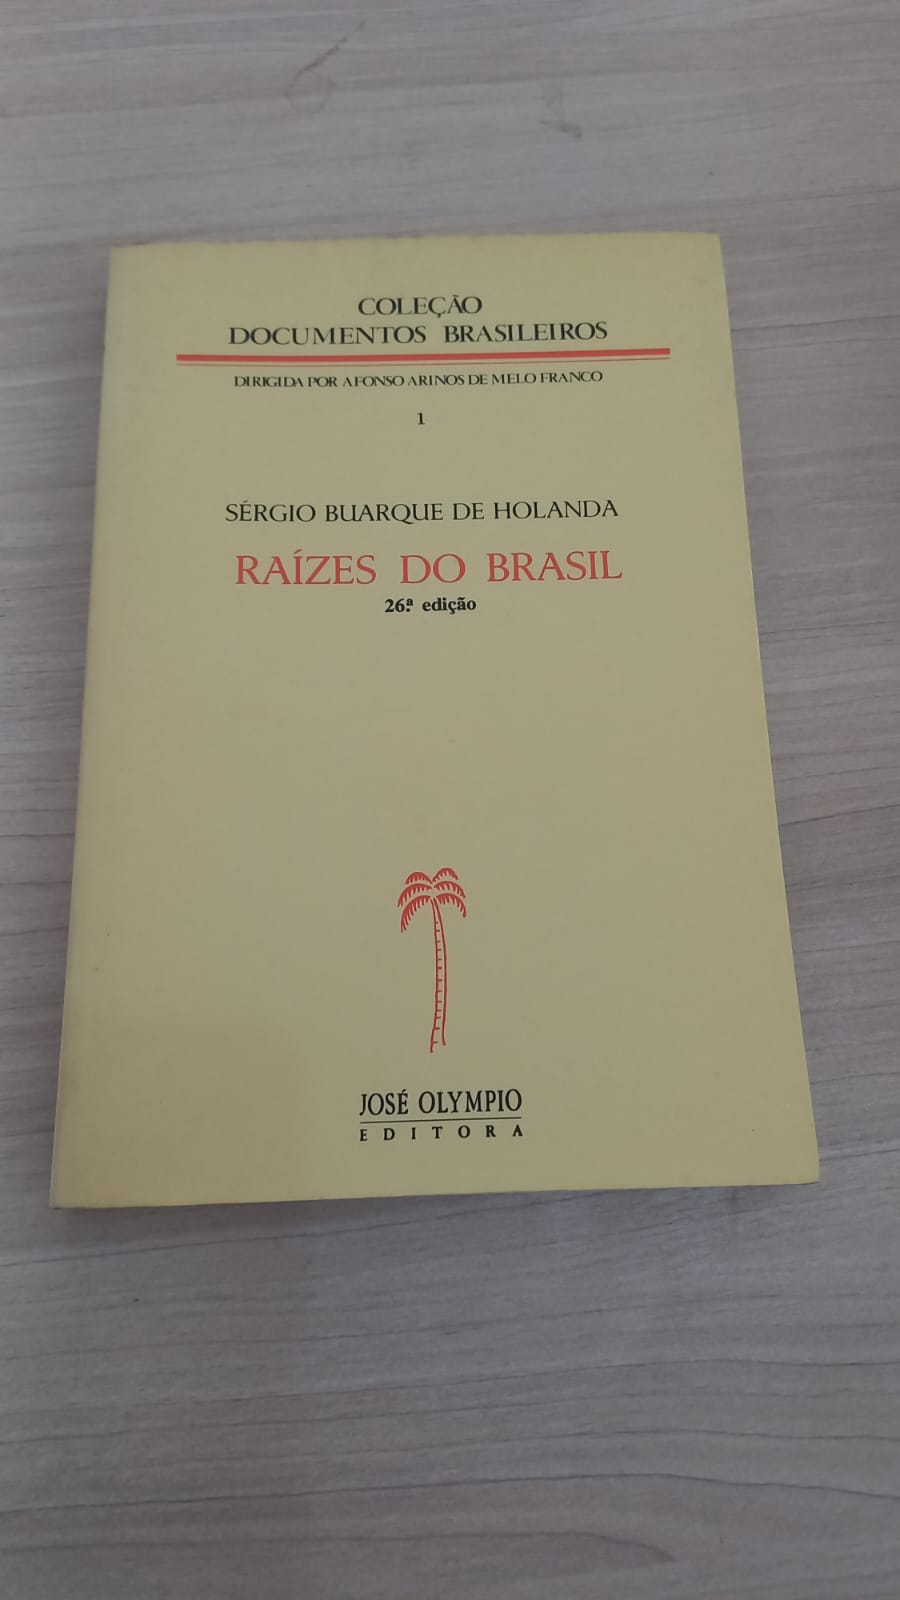 COLEÇÃO
DOCUMENTOS BRASILEIROS
DIRIGIDA POR AFONSO ARINOS DE MELO FRANCO
1
SÉRGIO BUARQUE DE HOLANDA
RAÍZES DO BRASIL
26ª edição
JOSÉ OLYMPIO
EDITORA